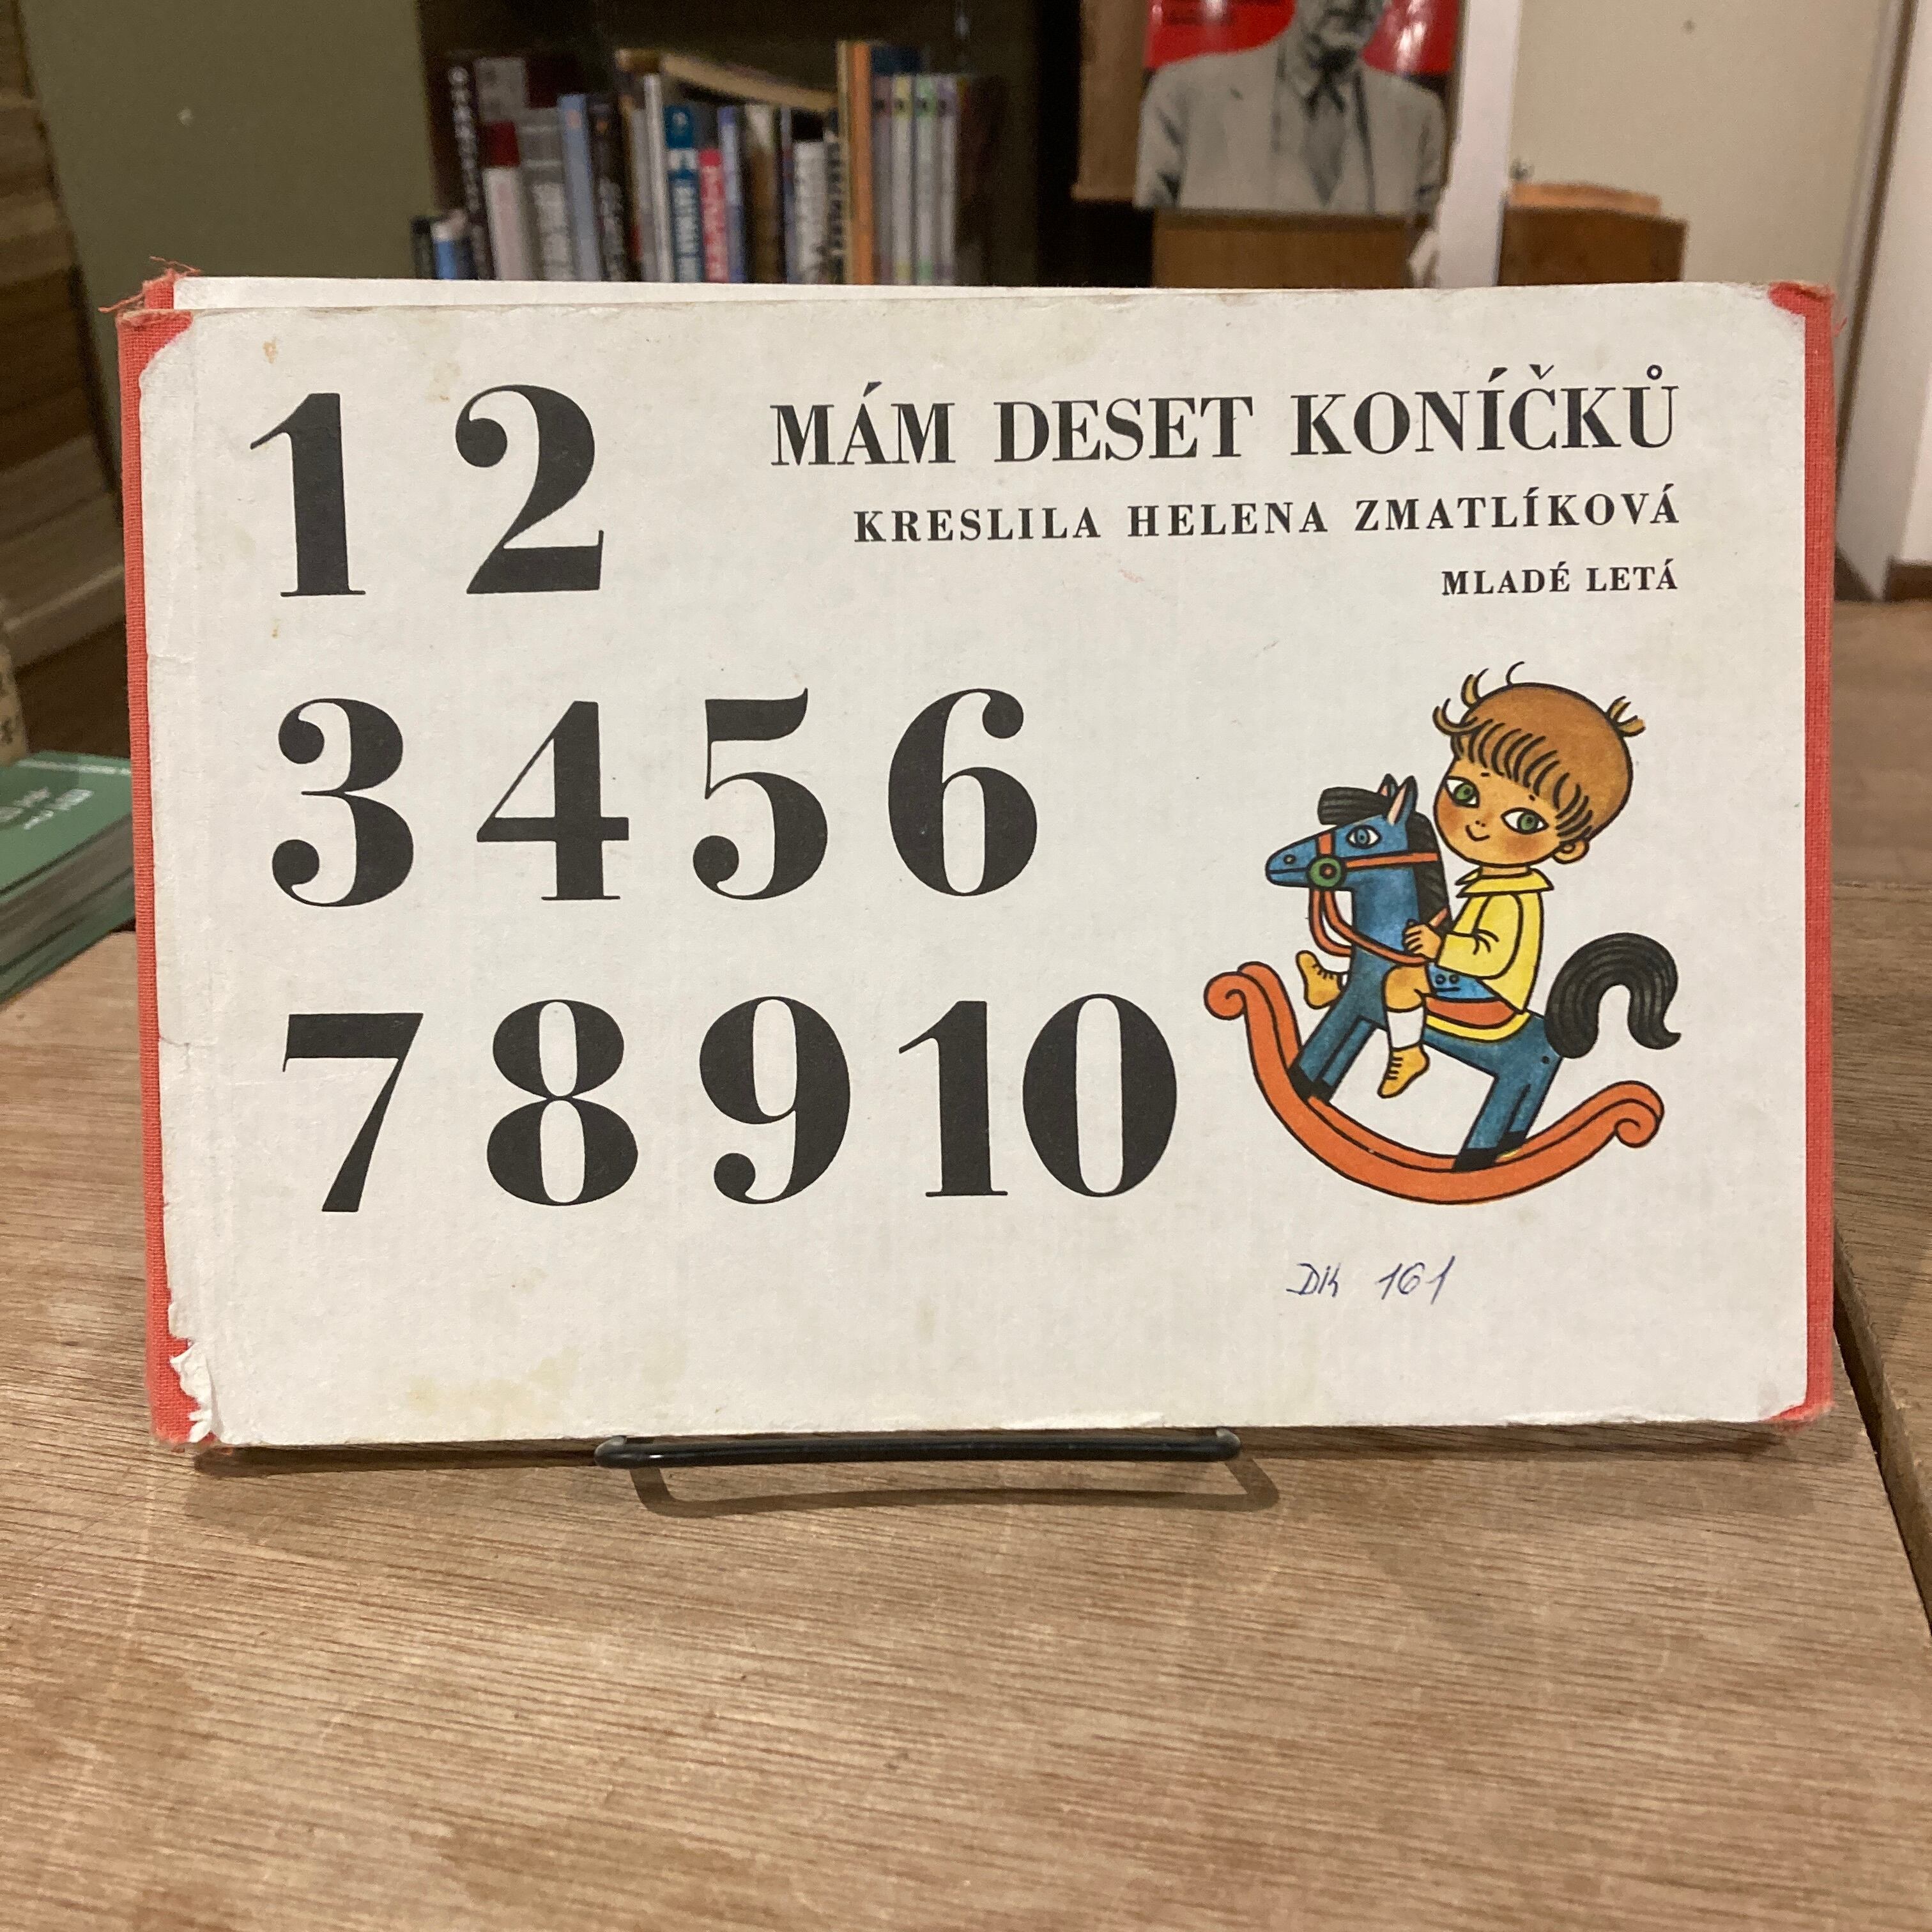 1 2
MÁM DESET KONÍČKŮ
KRESLILA HELENA ZMATLÍKOVÁ
MLADÉ LETÁ
3 4 5 6
7 8 9 10
DK 161